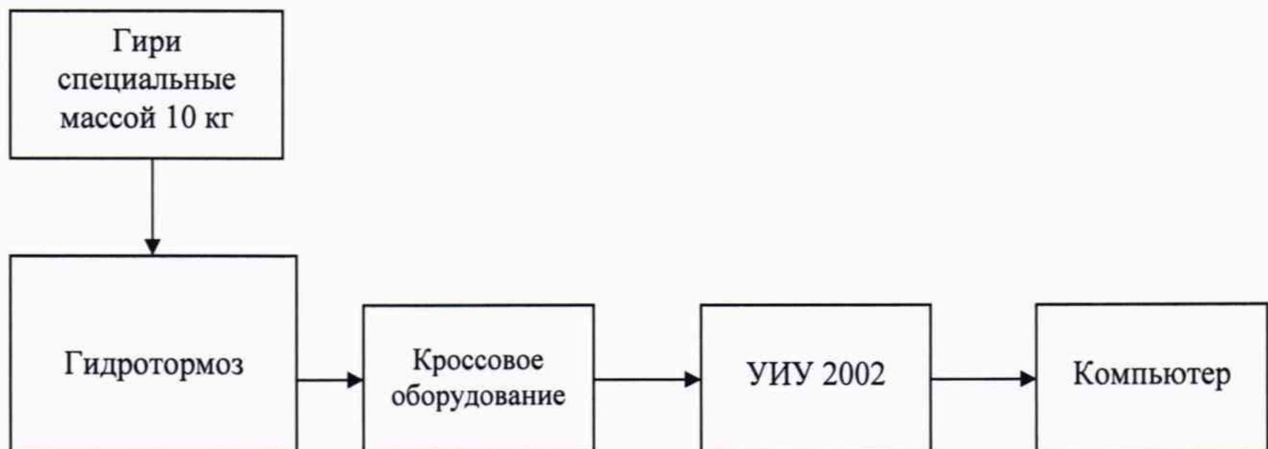 Гири
специальные
массой 10 кг
Гидротормоз
Кроссовое
оборудование
УИУ 2002
Компьютер